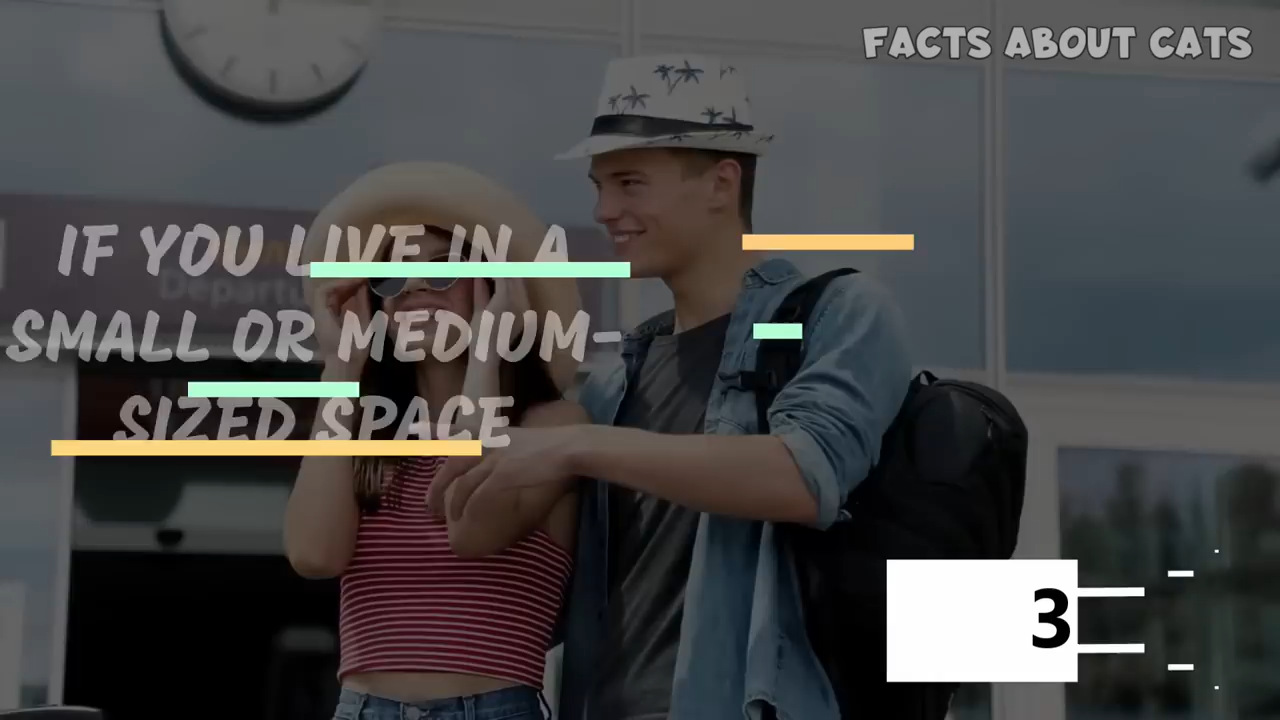 FACTS ABOUT CATS
IF YOU LIVE IN A
SMALL OR MEDIUM-
SIZED SPACE
3